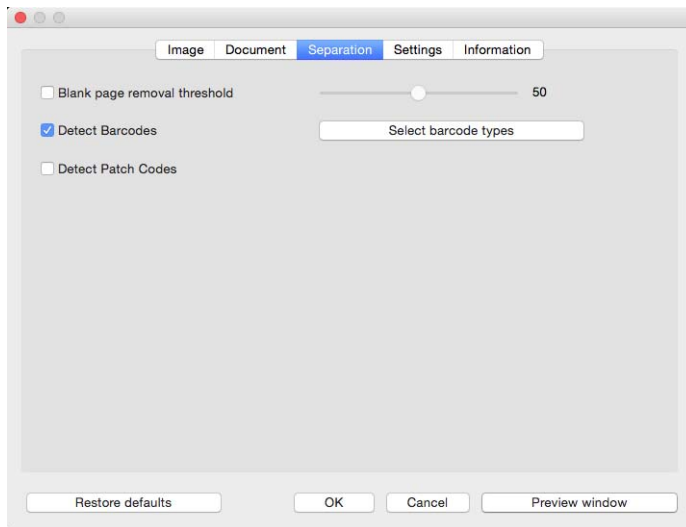 Image Document Separation Settings Information
Blank page removal threshold 50
Detect Barcodes Select barcode types
Detect Patch Codes
Restore defaults OK Cancel Preview window